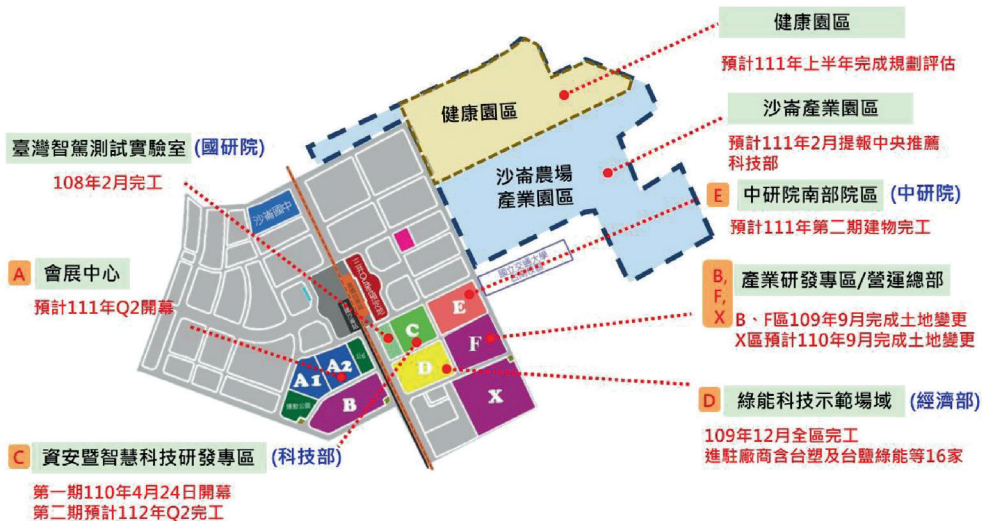 健康園區
預計111年上半年完成規劃評估
沙崙產業園區
預計111年2月提報中央推薦
科技部
E 中研院南部院區 (中研院)
預計111年第二期建物完工
B,
F,
X
產業研發專區/營運總部
B、F區109年9月完成土地變更
X區預計110年9月完成土地變更
D 綠能科技示範場域 (經濟部)
109年12月全區完工
進駐廠商含台塑及台鹽綠能等16家
臺灣智駕測試實驗室 (國研院)
108年2月完工
A 會展中心
預計111年Q2開幕
C 資安暨智慧科技研發專區 (科技部)
第一期110年4月24日開幕
第二期預計112年Q2完工
健康園區
沙崙農場
產業園區
沙崙國中
國立交通大學
E
C
F
D
A1
A2
B
X